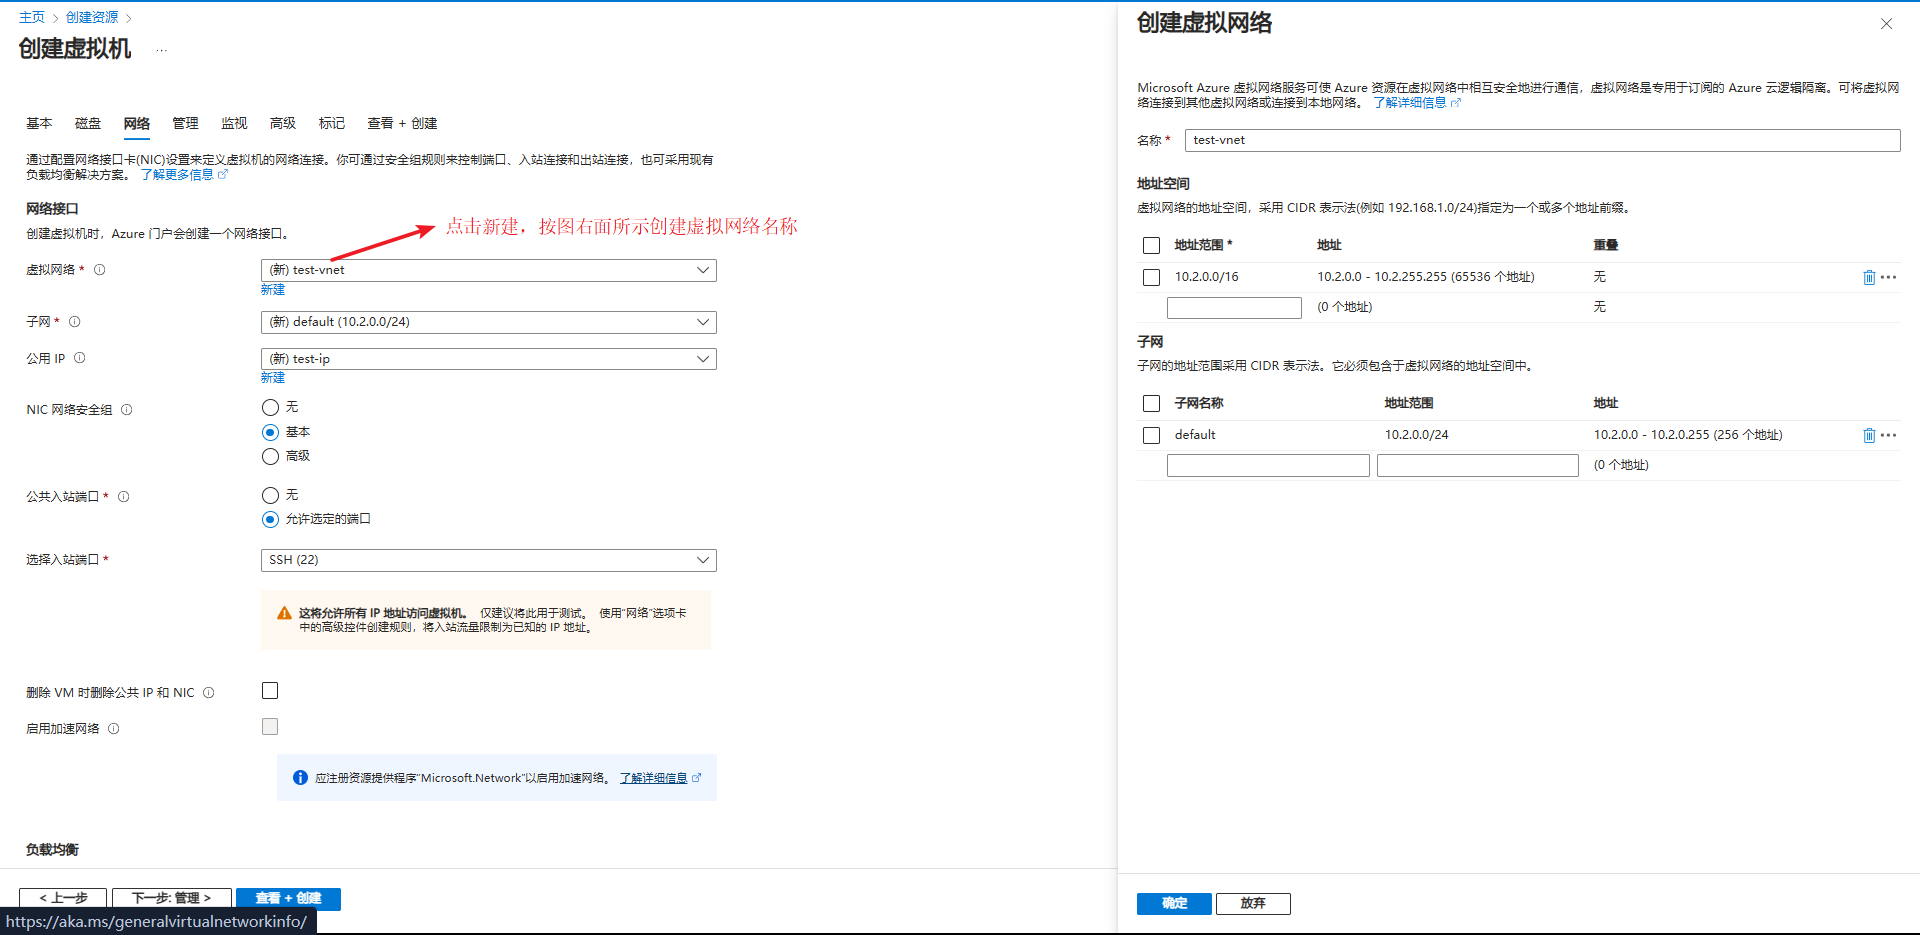 主页 > 创建资源 >
创建虚拟机 ...
基本 磁盘 网络 管理 监视 高级 标记 查看 + 创建
通过配置网络接口卡(NIC)设置来定义虚拟机的网络连接。你可通过安全组规则来控制端口、入站连接和出站连接，也可采用现有
负载均衡解决方案。 了解更多信息
网络接口
创建虚拟机时，Azure 门户会创建一个网络接口。
点击新建，按图右面所示创建虚拟网络名称
虚拟网络 * (新) test-vnet
新建
子网 * (新) default (10.2.0.0/24)
公用 IP (新) test-ip
新建
NIC 网络安全组 无
基本
高级
公共入站端口 * 无
允许选定的端口
选择入站端口 * SSH (22)
这将允许所有 IP 地址访问虚拟机。 仅建议将此用于测试。 使用“网络”选项卡
中的高级控件创建规则，将入站流量限制为已知的 IP 地址。
删除 VM 时删除公共 IP 和 NIC
启用加速网络
应注册资源提供程序“Microsoft.Network”以启用加速网络。 了解详细信息
负载均衡
< 上一步 下一步: 管理 > 查看 + 创建
https://aka.ms/generalvirtualnetworkinfo/
创建虚拟网络
Microsoft Azure 虚拟网络服务可使 Azure 资源在虚拟网络中相互安全地进行通信，虚拟网络是专用于订阅的 Azure 云逻辑隔离。可将虚拟网
络连接到其他虚拟网络或连接到本地网络。 了解详细信息
名称 * test-vnet
地址空间
虚拟网络的地址空间，采用 CIDR 表示法(例如 192.168.1.0/24)指定为一个或多个地址前缀。
地址范围 * 地址 重叠
10.2.0.0/16 10.2.0.0 - 10.2.255.255 (65536 个地址) 无
(0 个地址) 无
子网
子网的地址范围采用 CIDR 表示法。它必须包含于虚拟网络的地址空间中。
子网名称 地址范围 地址
default 10.2.0.0/24 10.2.0.0 - 10.2.0.255 (256 个地址)
(0 个地址)
确定 放弃